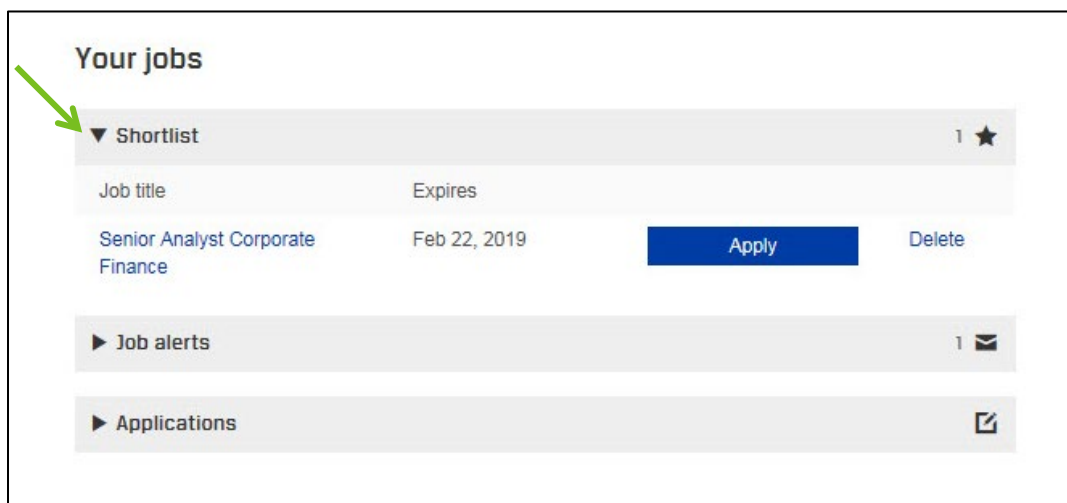 Your jobs
▼ Shortlist 1 ★
Job title Expires
Senior Analyst Corporate Feb 22, 2019 Apply Delete
Finance
▶ Job alerts 1
▶ Applications